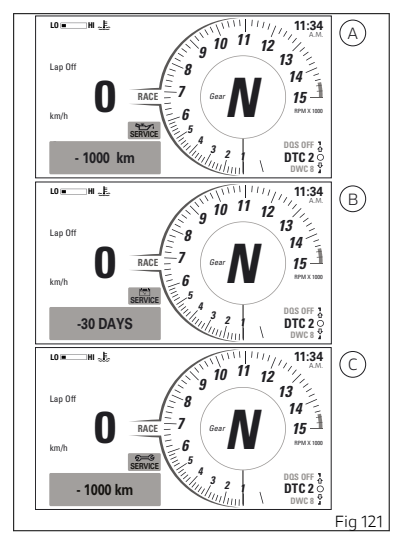 LO HI 11:34
A.M.
A
Lap Off
0
km/h
RACE
Gear N
1 2 3 4 5 6 7 8 9 10 11 12 13 14 15
RPM X 1000
SERVICE
- 1000 km
DQS OFF
DTC 2
DWC 8
LO HI 11:34
A.M.
B
Lap Off
0
km/h
RACE
Gear N
1 2 3 4 5 6 7 8 9 10 11 12 13 14 15
RPM X 1000
SERVICE
-30 DAYS
DQS OFF
DTC 2
DWC 8
LO HI 11:34
A.M.
C
Lap Off
0
km/h
RACE
Gear N
1 2 3 4 5 6 7 8 9 10 11 12 13 14 15
RPM X 1000
SERVICE
- 1000 km
DQS OFF
DTC 2
DWC 8
Fig 121